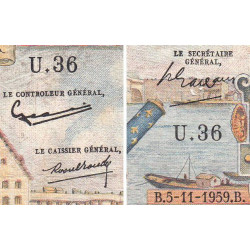 U.36
LE CONTROLEUR GÉNÉRAL,
LE CAISSIER GÉNÉRAL,
LE SECRÉTAIRE
GÉNÉRAL,
U.36
B.5-11-1959.B.